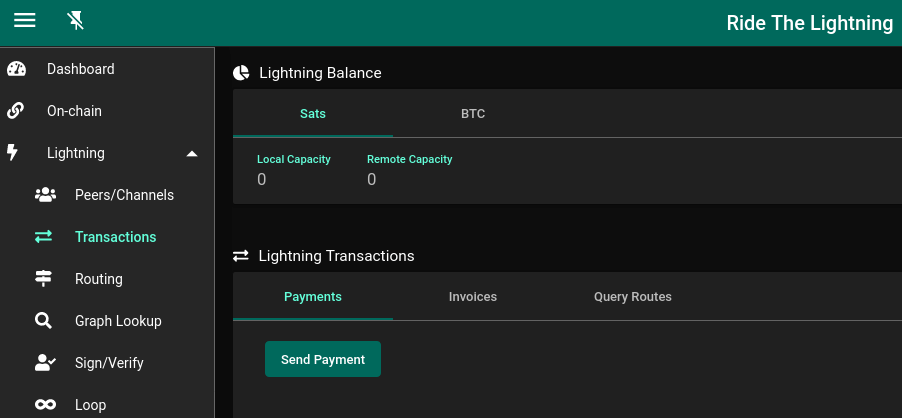 Ride The Lightning
Dashboard
On-chain
Lightning
Peers/Channels
Transactions
Routing
Graph Lookup
Sign/Verify
Loop
Lightning Balance
Sats BTC
Local Capacity Remote Capacity
0 0
Lightning Transactions
Payments Invoices Query Routes
Send Payment